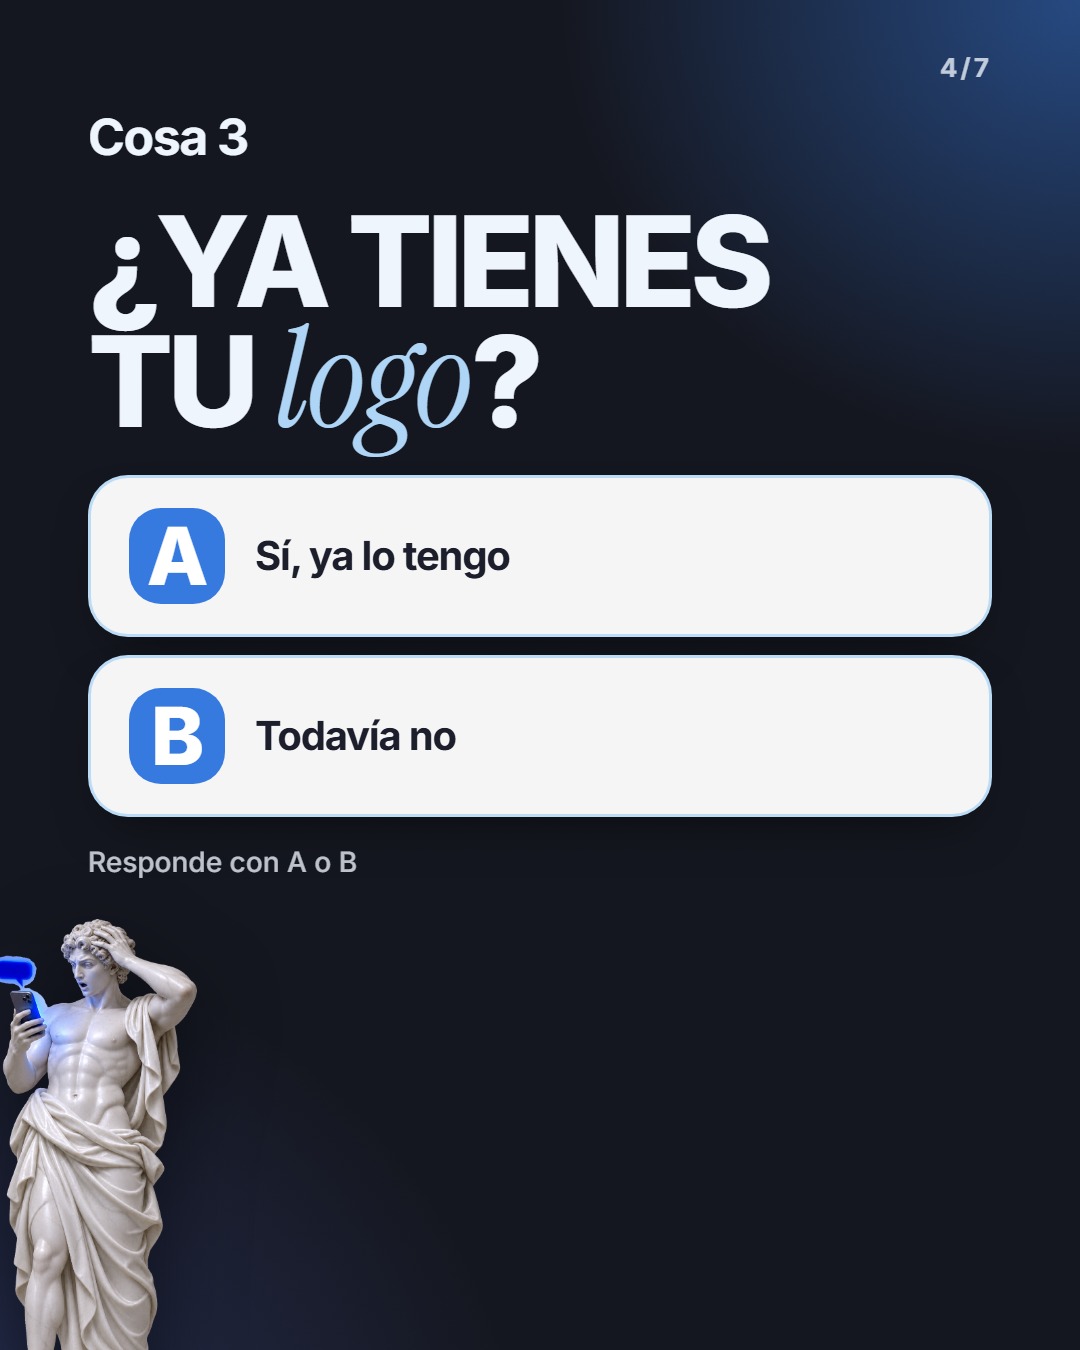 4/7
Cosa 3
¿YA TIENES
TU logo?
A Sí, ya lo tengo
B Todavía no
Responde con A o B